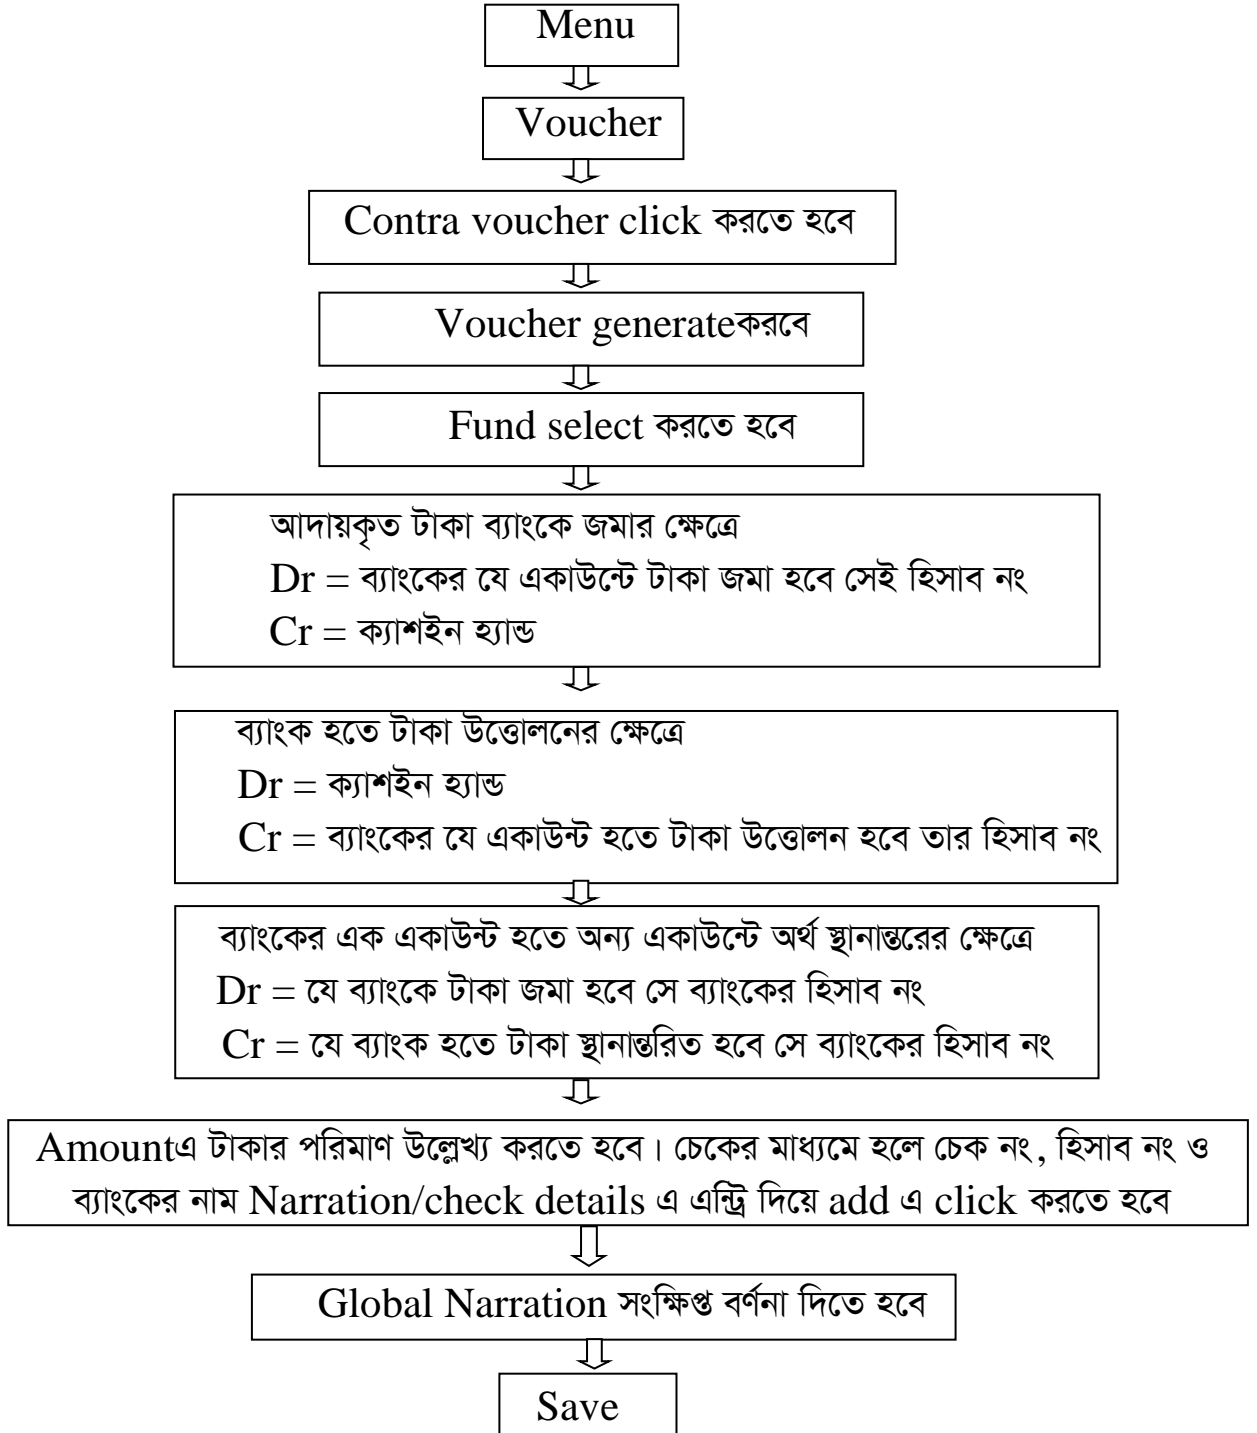 Menu
Voucher
Contra voucher click করতে হবে
Voucher generateকরবে
Fund select করতে হবে
আদায়কৃত টাকা ব্যাংকে জমার ক্ষেত্রে
Dr = ব্যাংকের যে একাউন্টে টাকা জমা হবে সেই হিসাব নং
Cr = ক্যাশইন হ্যান্ড
ব্যাংক হতে টাকা উত্তোলনের ক্ষেত্রে
Dr = ক্যাশইন হ্যান্ড
Cr = ব্যাংকের যে একাউন্ট হতে টাকা উত্তোলন হবে তার হিসাব নং
ব্যাংকের এক একাউন্ট হতে অন্য একাউন্টে অর্থ স্থানান্তরের ক্ষেত্রে
Dr = যে ব্যাংকে টাকা জমা হবে সে ব্যাংকের হিসাব নং
Cr = যে ব্যাংক হতে টাকা স্থানান্তরিত হবে সে ব্যাংকের হিসাব নং
Amountএ টাকার পরিমাণ উল্লেখ্য করতে হবে। চেকের মাধ্যমে হলে চেক নং, হিসাব নং ও
ব্যাংকের নাম Narration/check details এ এন্ট্রি দিয়ে add এ click করতে হবে
Global Narration সংক্ষিপ্ত বর্ণনা দিতে হবে
Save